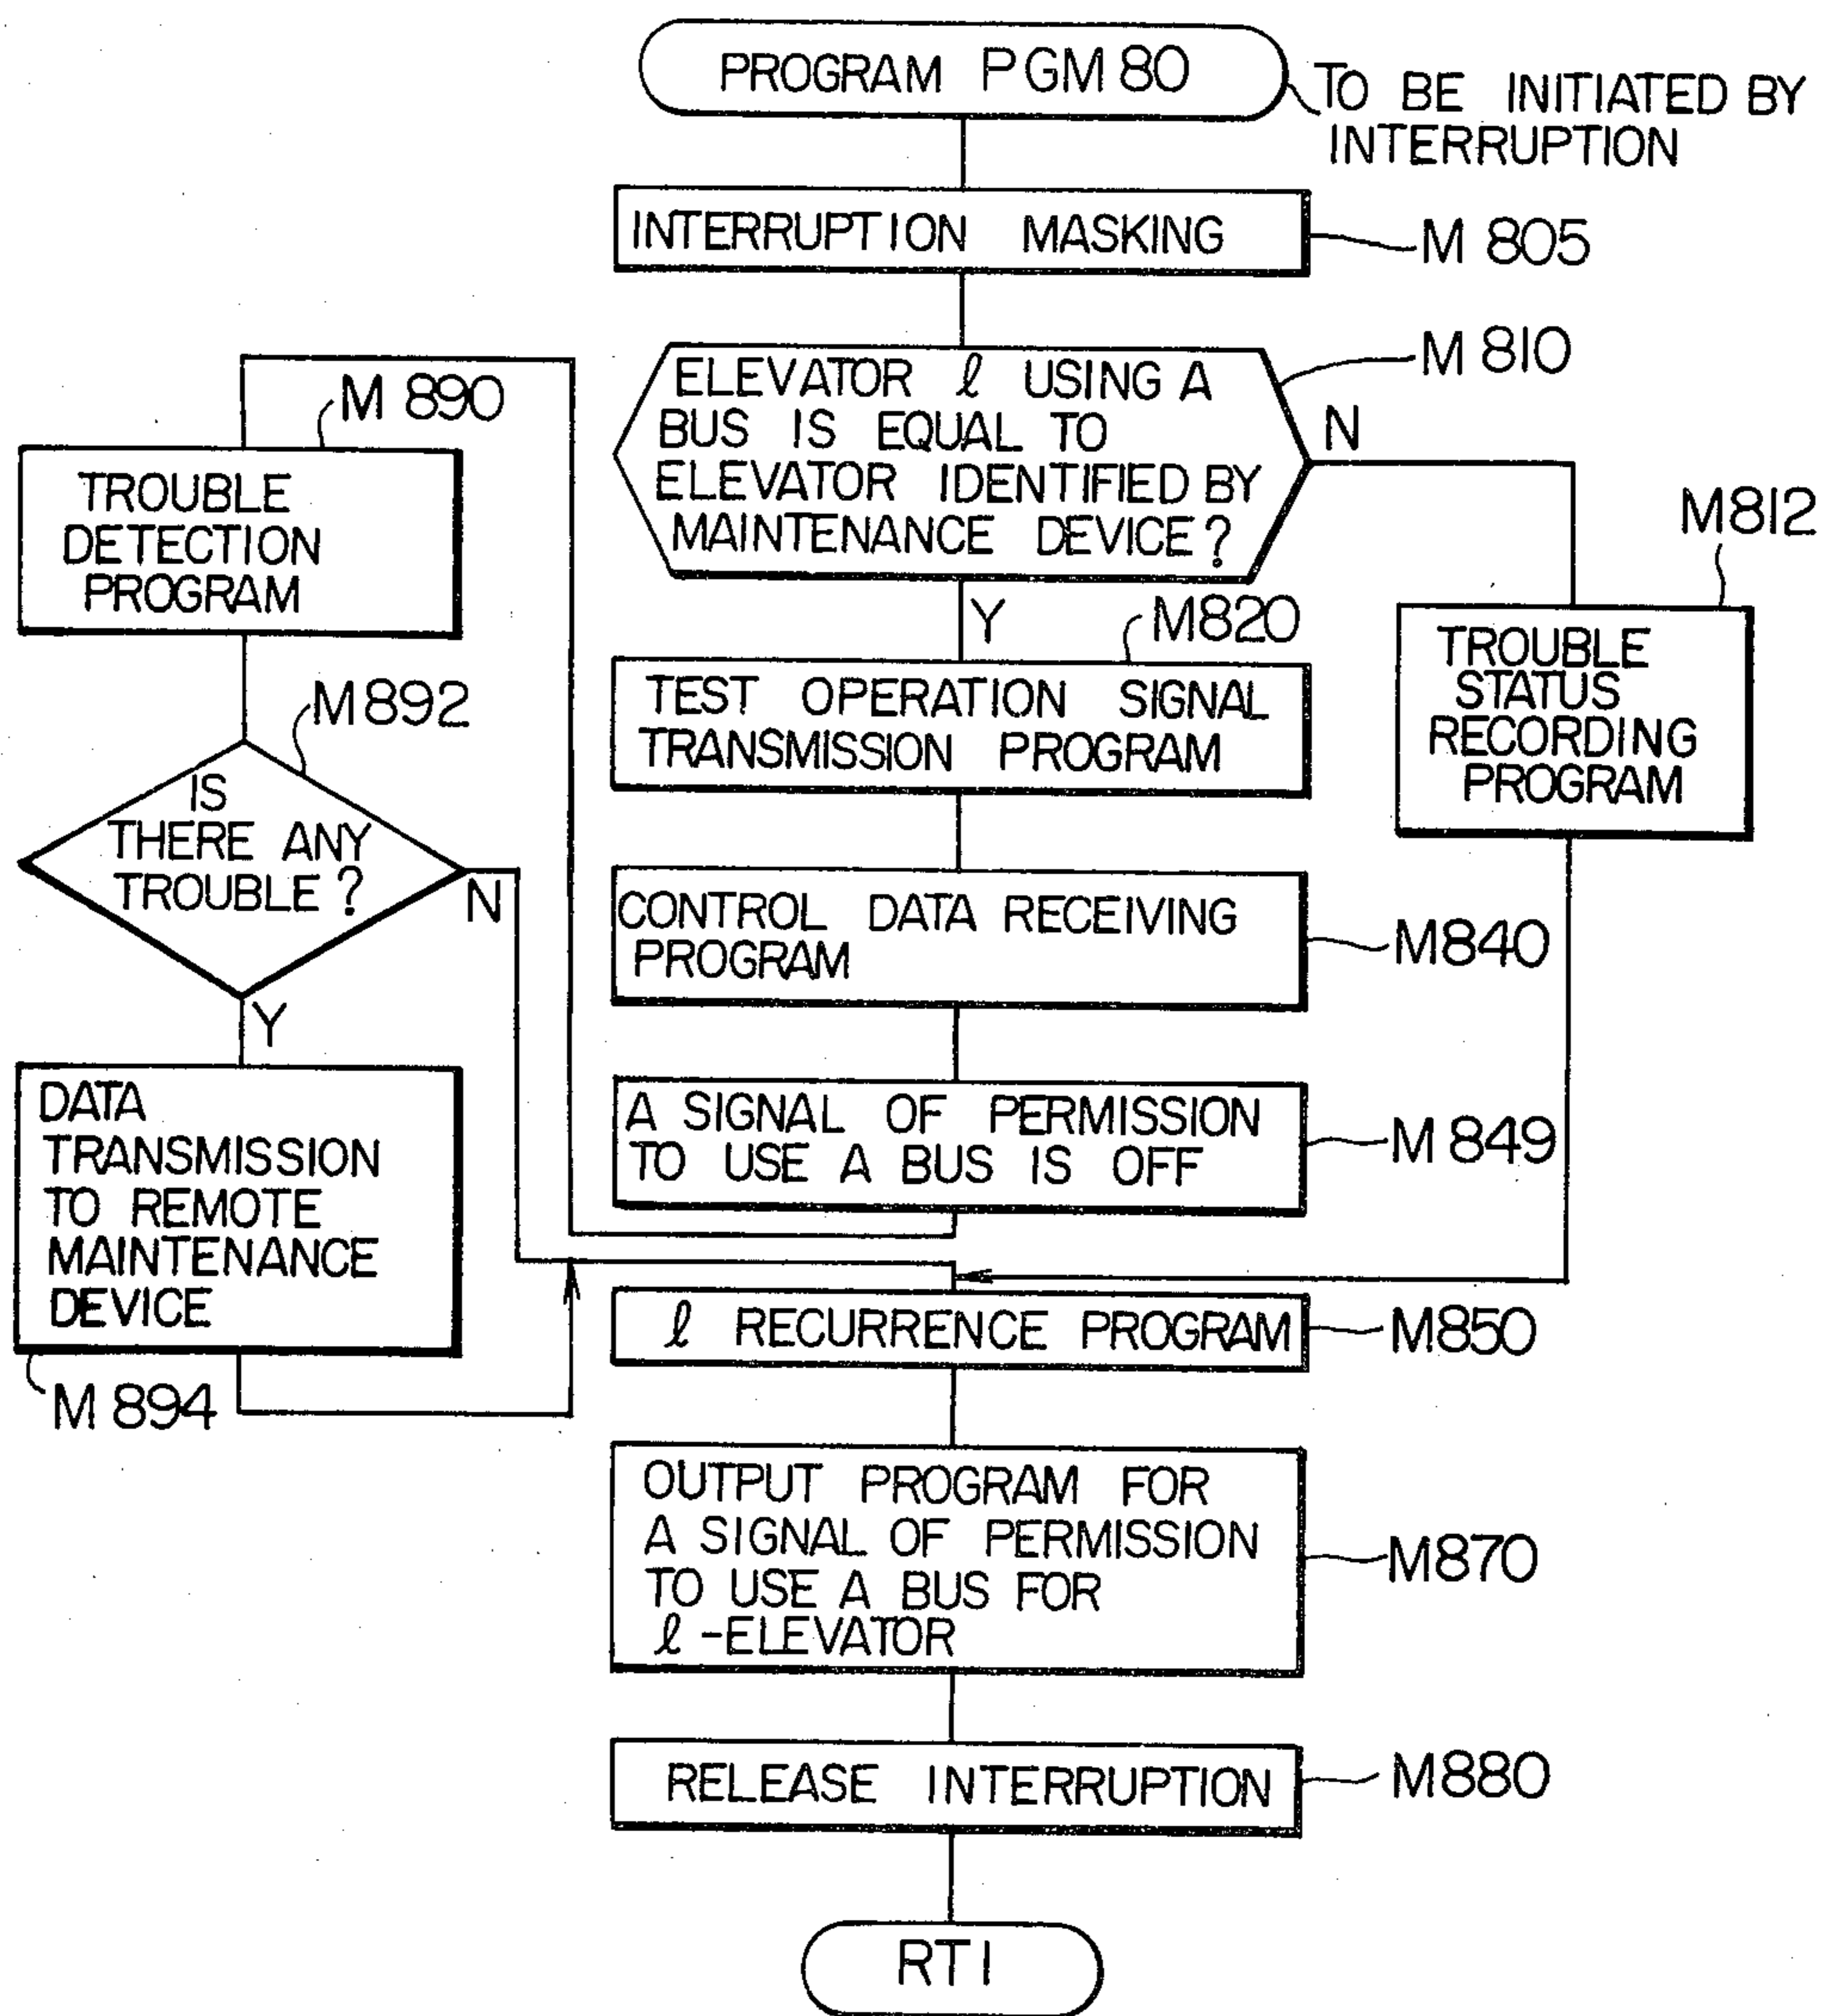 PROGRAM PGM 80
TO BE INITIATED BY
INTERRUPTION
INTERRUPTION MASKING
M 805
M 810
ELEVATOR ℓ USING A
BUS IS EQUAL TO
ELEVATOR IDENTIFIED BY
MAINTENANCE DEVICE ?
N
Y
M 890
TROUBLE
DETECTION
PROGRAM
M812
TROUBLE
STATUS
RECORDING
PROGRAM
M820
TEST OPERATION SIGNAL
TRANSMISSION PROGRAM
M892
IS
THERE ANY
TROUBLE ?
N
Y
CONTROL DATA RECEIVING
PROGRAM
M840
DATA
TRANSMISSION
TO REMOTE
MAINTENANCE
DEVICE
M 894
A SIGNAL OF PERMISSION
TO USE A BUS IS OFF
M 849
ℓ RECURRENCE PROGRAM
M850
OUTPUT PROGRAM FOR
A SIGNAL OF PERMISSION
TO USE A BUS FOR
ℓ -ELEVATOR
M870
RELEASE INTERRUPTION
M880
RTI